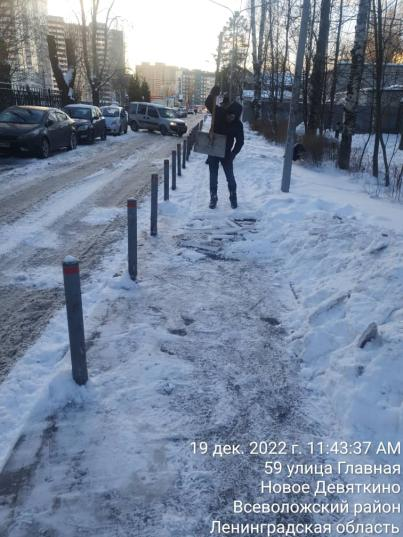 19 дек. 2022 г. 11:43:37 AM
59 улица Главная
Новое Девяткино
Всеволожский район
Ленинградская область